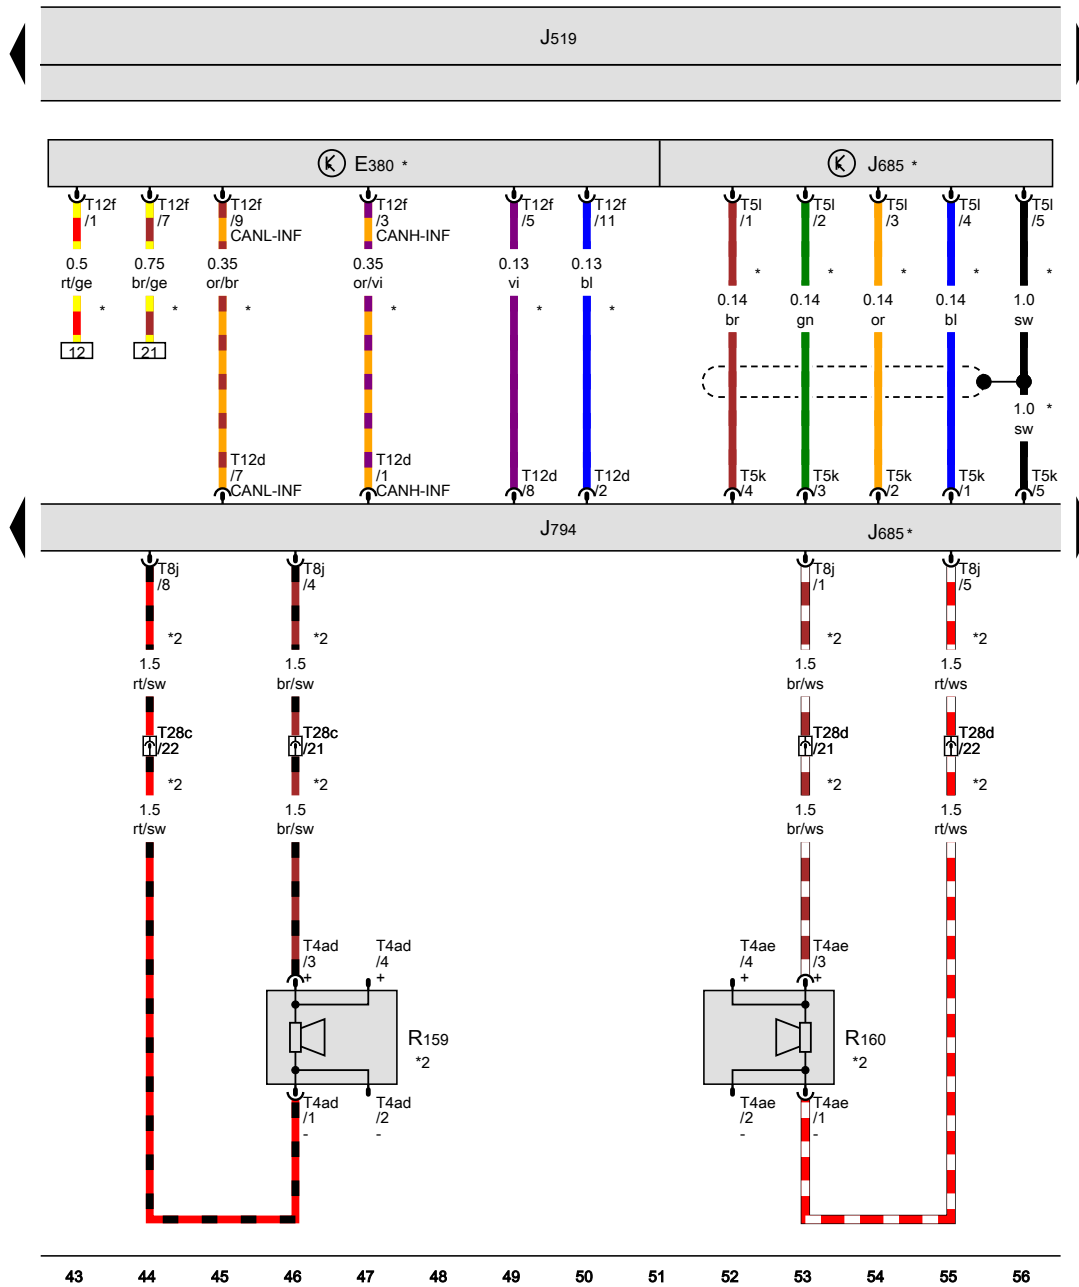 J519
E380 *
J685 *
T12f
/1
T12f
/7
T12f
/9
CANL-INF
T12f
/3
CANH-INF
T12f
/5
T12f
/11
T5l
/1
T5l
/2
T5l
/3
T5l
/4
T5l
/5
0.5
rt/ge
*
0.75
br/ge
*
0.35
or/br
*
0.35
or/vi
*
0.13
vi
*
0.13
bl
*
*
0.14
br
*
0.14
gn
*
0.14
or
*
0.14
bl
*
1.0
sw
12
21
1.0 *
sw
T12d
/7
CANL-INF
T12d
/1
CANH-INF
T12d
/8
T12d
/2
T5k
/4
T5k
/3
T5k
/2
T5k
/1
T5k
/5
J794
J685 *
T8j
/8
T8j
/4
T8j
/1
T8j
/5
*2
*2
*2
*2
1.5
rt/sw
1.5
br/sw
1.5
br/ws
1.5
rt/ws
T28c
/22
T28c
/21
T28d
/21
T28d
/22
*2
*2
*2
*2
1.5
rt/sw
1.5
br/sw
1.5
br/ws
1.5
rt/ws
T4ad
/3
+
T4ad
/4
+
T4ae
/4
+
T4ae
/3
+
R159
*2
R160
*2
T4ad
/1
-
T4ad
/2
-
T4ae
/2
-
T4ae
/1
-
43 44 45 46 47 48 49 50 51 52 53 54 55 56